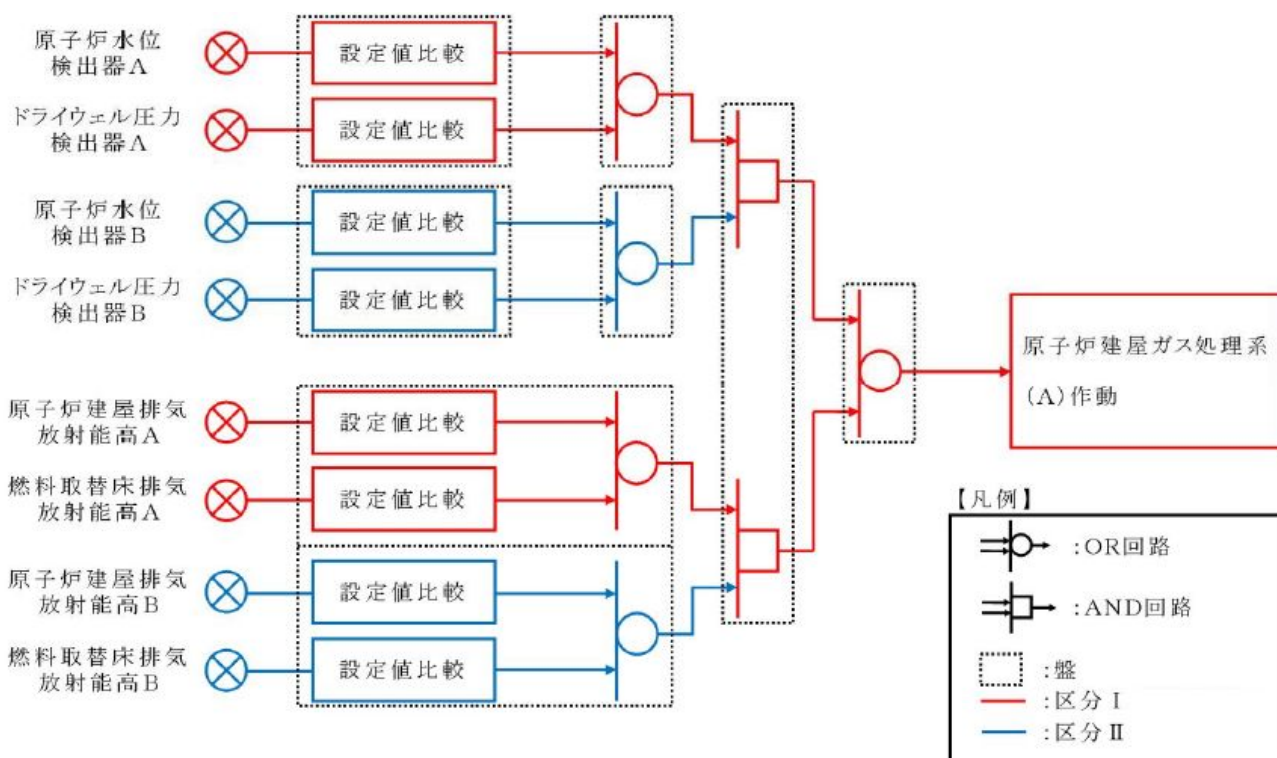 原子炉水位
検出器A
設定値比較
ドライウェル圧力
検出器A
設定値比較
原子炉水位
検出器B
設定値比較
ドライウェル圧力
検出器B
設定値比較
原子炉建屋排気
放射能高A
設定値比較
燃料取替床排気
放射能高A
設定値比較
原子炉建屋排気
放射能高B
設定値比較
燃料取替床排気
放射能高B
設定値比較
原子炉建屋ガス処理系
(A)作動
【凡例】
:OR回路
:AND回路
:盤
:区分Ⅰ
:区分Ⅱ